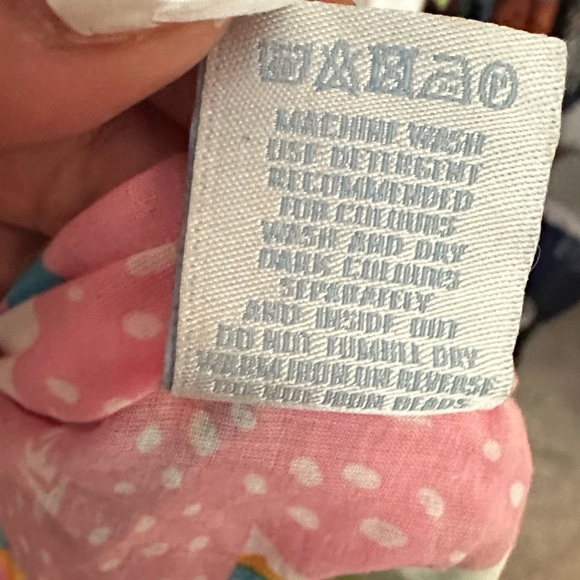 MACHINE WASH
USE DETERGENT
RECOMMENDED
FOR COLOURS
WASH AND DRY
DARK COLOURS
SEPARATELY
AND INSIDE OUT
DO NOT TUMBLE DRY
WARM IRON ON REVERSE
DO NOT IRON BEADS